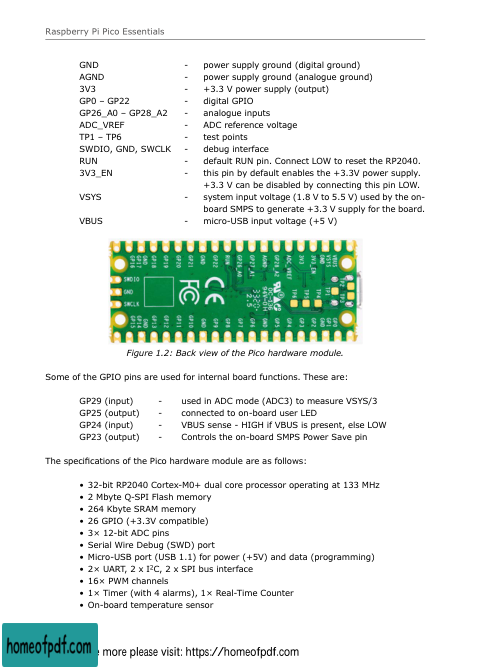 Raspberry Pi Pico Essentials
GND - power supply ground (digital ground)
AGND - power supply ground (analogue ground)
3V3 - +3.3 V power supply (output)
GP0 – GP22 - digital GPIO
GP26_A0 – GP28_A2 - analogue inputs
ADC_VREF - ADC reference voltage
TP1 – TP6 - test points
SWDIO, GND, SWCLK - debug interface
RUN - default RUN pin. Connect LOW to reset the RP2040.
3V3_EN - this pin by default enables the +3.3V power supply.
+3.3 V can be disabled by connecting this pin LOW.
VSYS - system input voltage (1.8 V to 5.5 V) used by the on-
board SMPS to generate +3.3 V supply for the board.
VBUS - micro-USB input voltage (+5 V)
SWDIO
GND
SWCLK
FC CE
Figure 1.2: Back view of the Pico hardware module.
Some of the GPIO pins are used for internal board functions. These are:
GP29 (input) - used in ADC mode (ADC3) to measure VSYS/3
GP25 (output) - connected to on-board user LED
GP24 (input) - VBUS sense - HIGH if VBUS is present, else LOW
GP23 (output) - Controls the on-board SMPS Power Save pin
The specifications of the Pico hardware module are as follows:
• 32-bit RP2040 Cortex-M0+ dual core processor operating at 133 MHz
• 2 Mbyte Q-SPI Flash memory
• 264 Kbyte SRAM memory
• 26 GPIO (+3.3V compatible)
• 3× 12-bit ADC pins
• Serial Wire Debug (SWD) port
• Micro-USB port (USB 1.1) for power (+5V) and data (programming)
• 2× UART, 2 x I²C, 2 x SPI bus interface
• 16× PWM channels
• 1× Timer (with 4 alarms), 1× Real-Time Counter
• On-board temperature sensor
homeofpdf.com
more please visit: https://homeofpdf.com